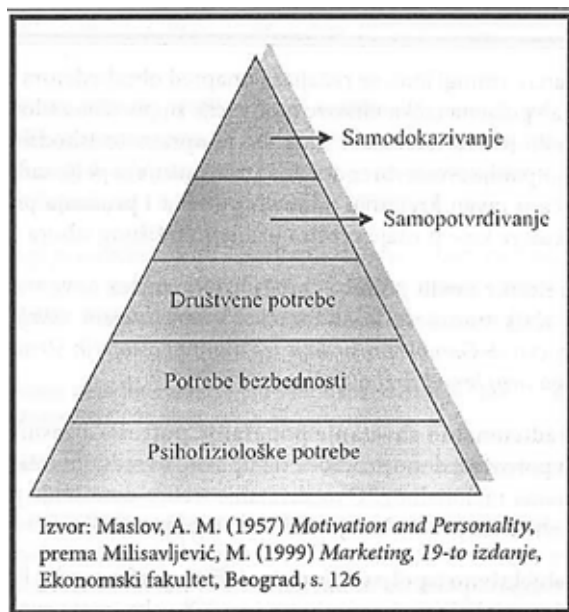 Samodokazivanje
Samopotvrđivanje
Društvene potrebe
Potrebe bezbednosti
Psihofiziološke potrebe
Izvor: Maslov, A. M. (1957) Motivation and Personality,
prema Milisavljević, M. (1999) Marketing, 19-to izdanje,
Ekonomski fakultet, Beograd, s. 126